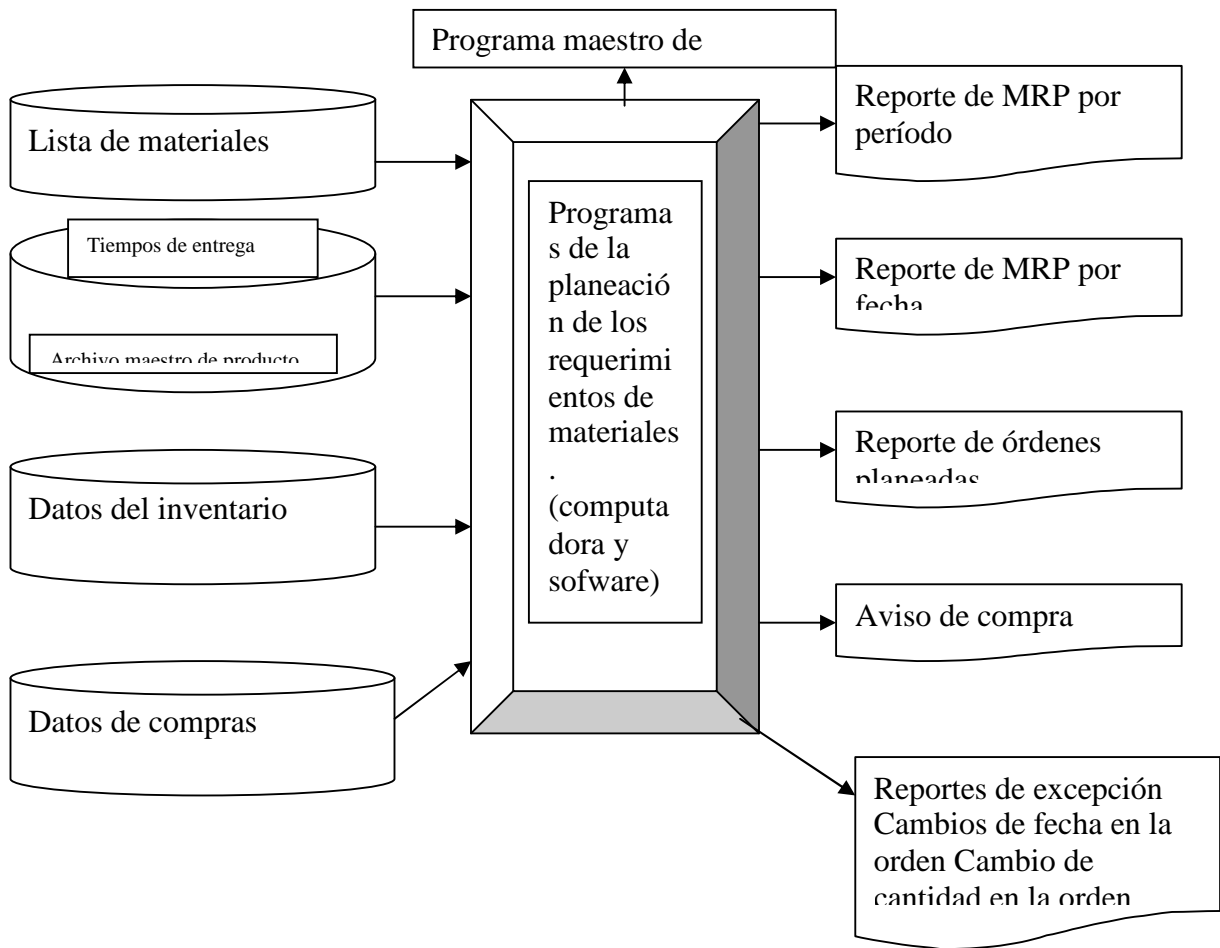 Programa maestro de
Lista de materiales
Tiempos de entrega
Archivo maestro de producto
Datos del inventario
Datos de compras
Programa
s de la
planeació
n de los
requerimi
entos de
materiales
.
(computa
dora y
sofware)
Reporte de MRP por
período
Reporte de MRP por
fecha
Reporte de órdenes
planeadas
Aviso de compra
Reportes de excepción
Cambios de fecha en la
orden Cambio de
cantidad en la orden